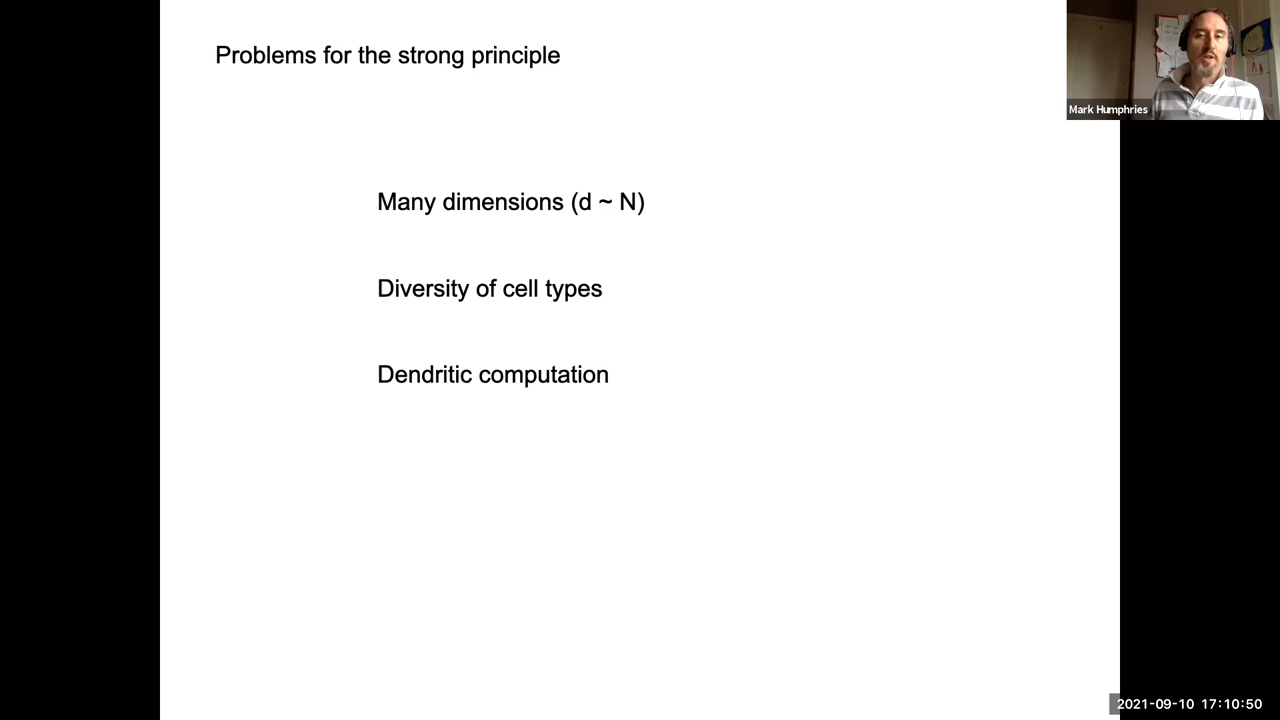 Problems for the strong principle
Mark Humphries
Many dimensions (d ~ N)
Diversity of cell types
Dendritic computation
2021-09-10 17:10:50